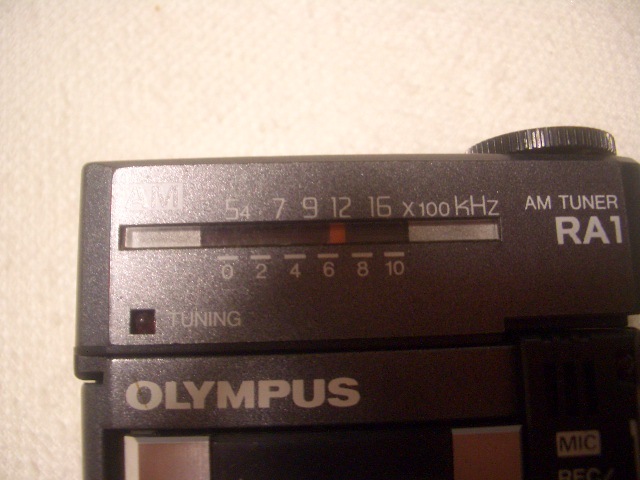 AM
54 7 9 12 16 X100 kHz
AM TUNER
RA1
0 2 4 6 8 10
TUNING
OLYMPUS
MIC
REC/